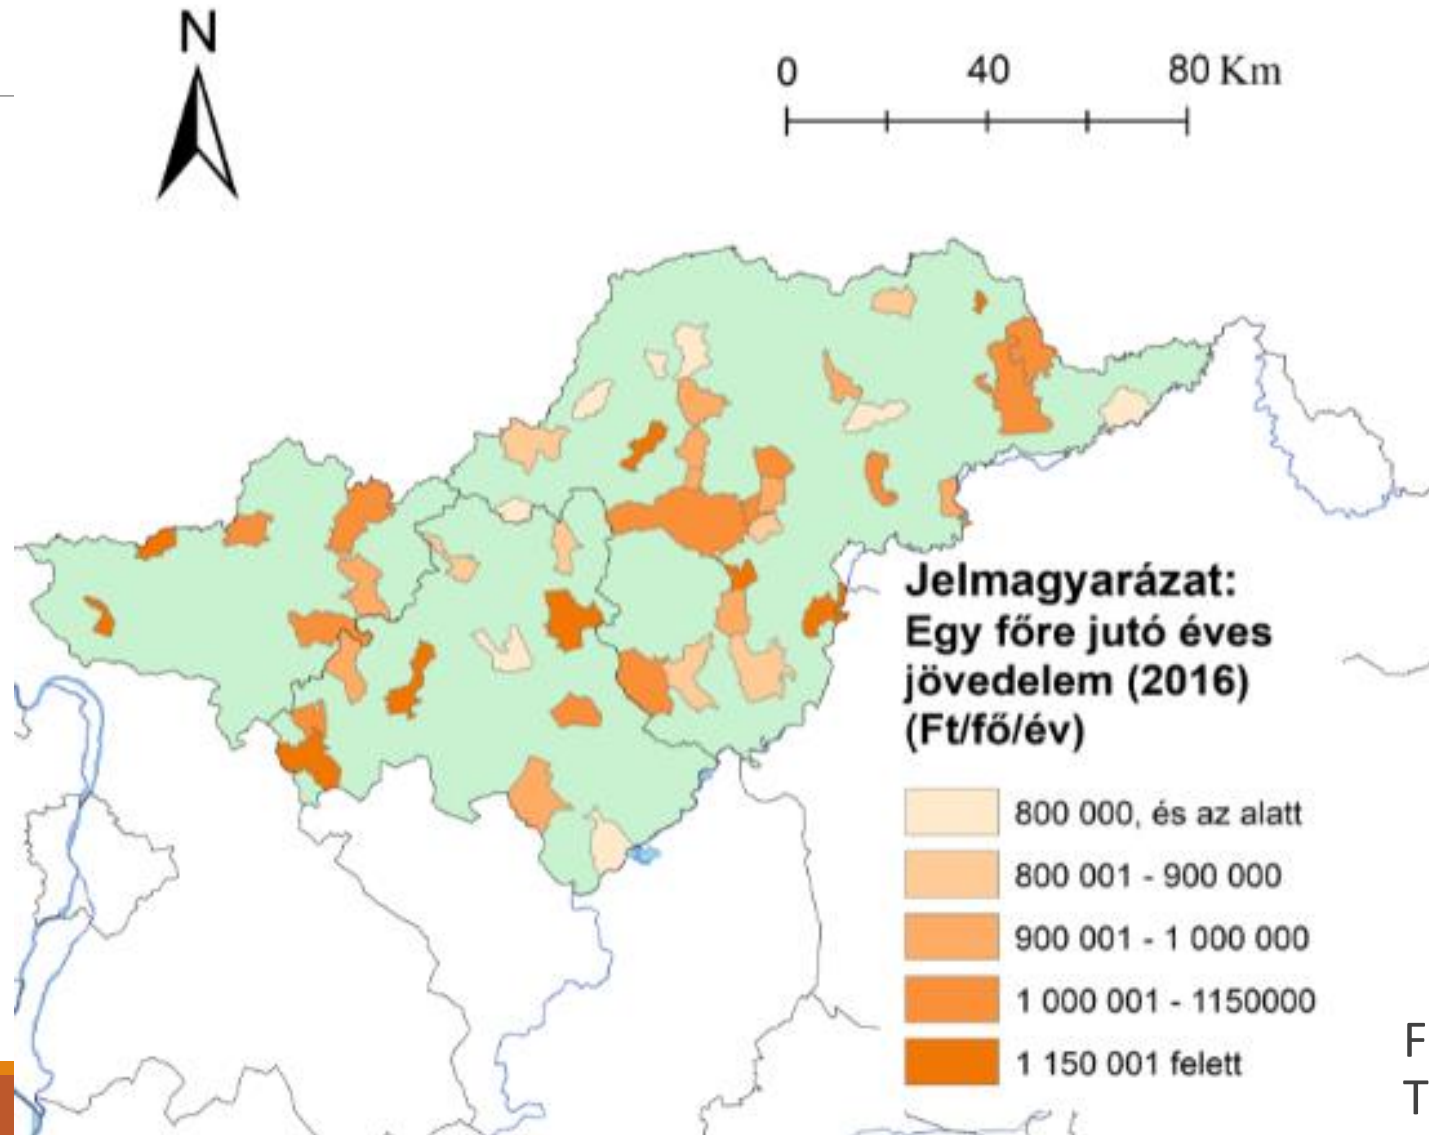 N
0 40 80 Km
Jelmagyarázat:
Egy főre jutó éves
jövedelem (2016)
(Ft/fő/év)
800 000, és az alatt
800 001 - 900 000
900 001 - 1 000 000
1 000 001 - 1150000
1 150 001 felett
F
T